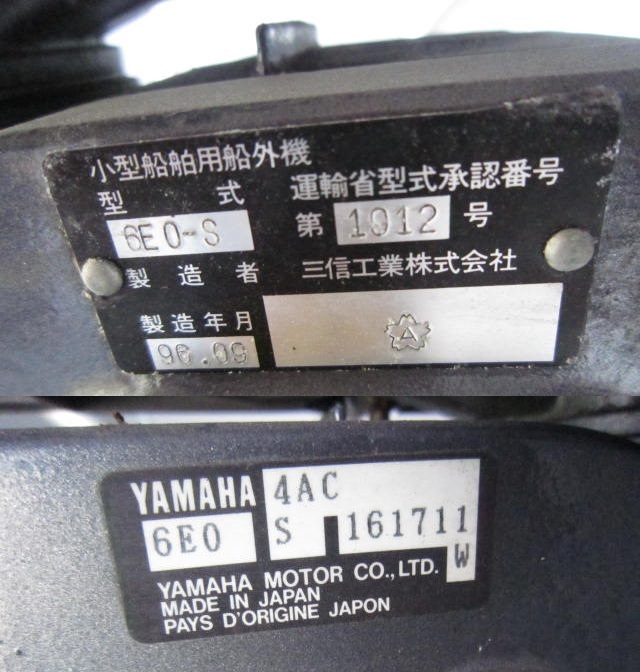 小型船舶用船外機
型 式 運輸省型式承認番号
6E0-S 第 1912 号
製造者 三信工業株式会社
製造年月
96.09
YAMAHA 4AC
6E0 S 161711
W
YAMAHA MOTOR CO.,LTD.
MADE IN JAPAN
PAYS D'ORIGINE JAPON